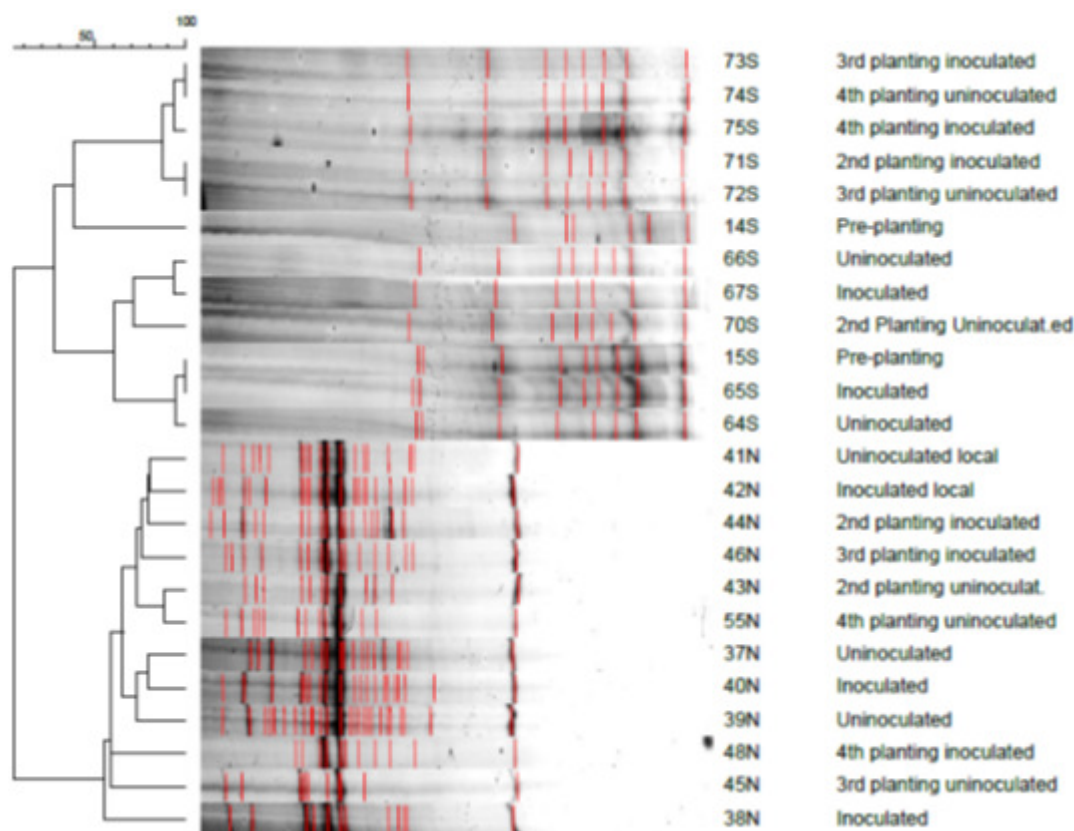 50 100
73S 3rd planting inoculated
74S 4th planting uninoculated
75S 4th planting inoculated
71S 2nd planting inoculated
72S 3rd planting uninoculated
14S Pre-planting
66S Uninoculated
67S Inoculated
70S 2nd Planting Uninoculat.ed
15S Pre-planting
65S Inoculated
64S Uninoculated
41N Uninoculated local
42N Inoculated local
44N 2nd planting inoculated
46N 3rd planting inoculated
43N 2nd planting uninoculat.
55N 4th planting uninoculated
37N Uninoculated
40N Inoculated
39N Uninoculated
48N 4th planting inoculated
45N 3rd planting uninoculated
38N Inoculated